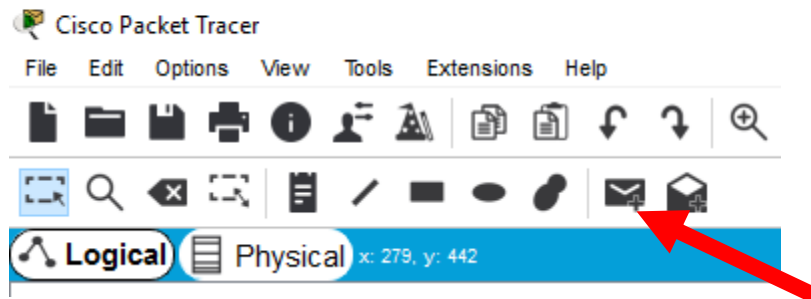 Cisco Packet Tracer
File Edit Options View Tools Extensions Help
Logical Physical x: 279, y: 442